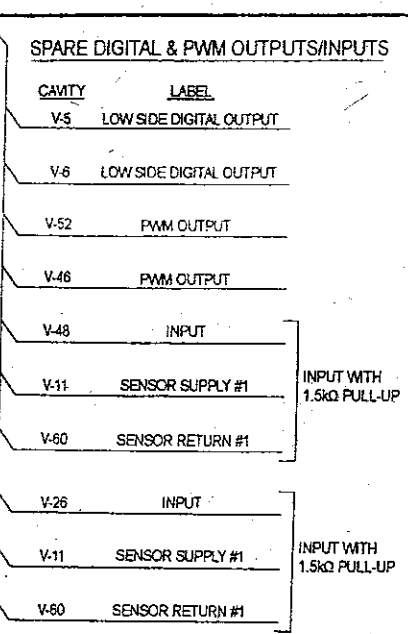 SPARE DIGITAL & PWM OUTPUTS/INPUTS
CAVITY LABEL
V-5 LOW SIDE DIGITAL OUTPUT
V-6 LOW SIDE DIGITAL OUTPUT
V-52 PWM OUTPUT
V-46 PWM OUTPUT
V-48 INPUT
V-11 SENSOR SUPPLY #1
V-60 SENSOR RETURN #1
INPUT WITH
1.5kΩ PULL-UP
V-26 INPUT
V-11 SENSOR SUPPLY #1
V-60 SENSOR RETURN #1
INPUT WITH
1.5kΩ PULL-UP